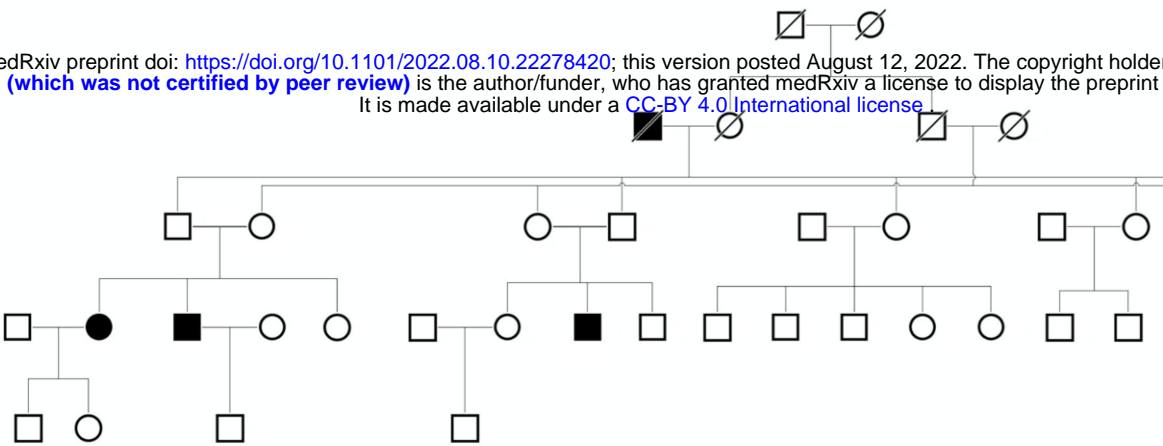 edRxiv preprint doi: https://doi.org/10.1101/2022.08.10.22278420; this version posted August 12, 2022. The copyright holder
(which was not certified by peer review) is the author/funder, who has granted medRxiv a license to display the preprint
It is made available under a CC-BY 4.0 International license .